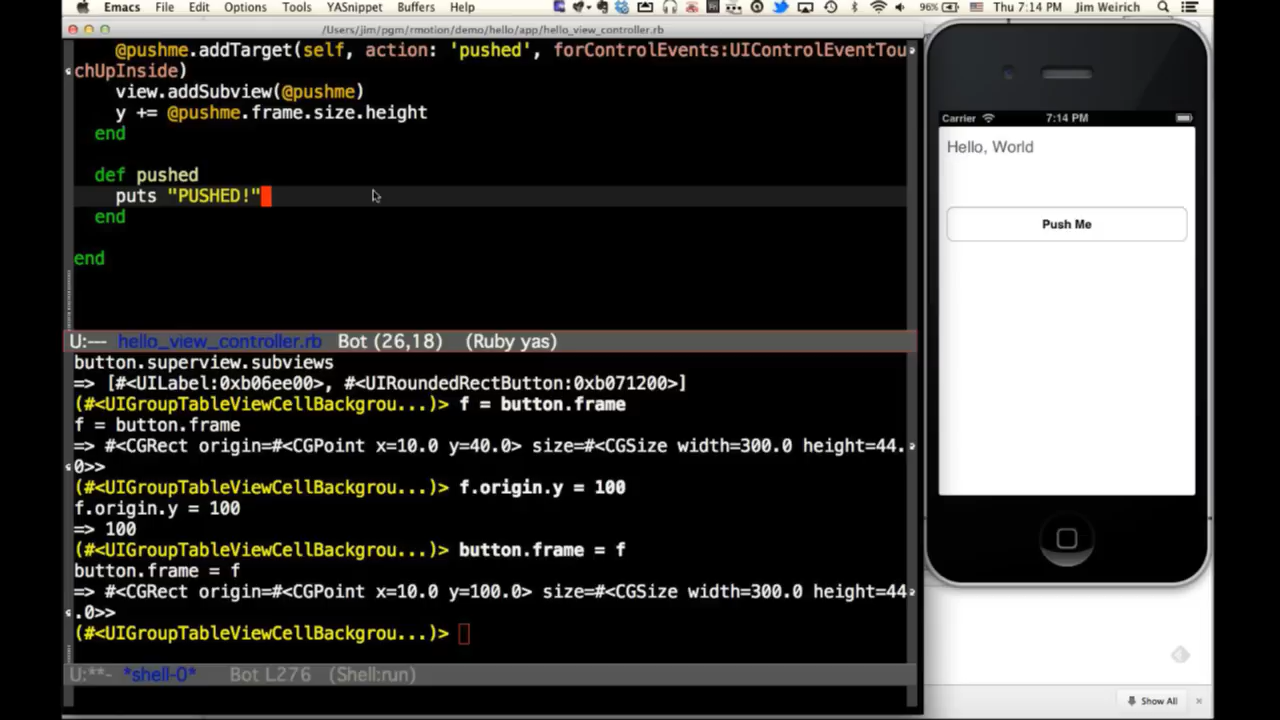 Emacs File Edit Options Tools YASnippet Buffers Help 96% Thu 7:14 PM Jim Weirich
/Users/jim/pgm/rmotion/demo/hello/app/hello_view_controller.rb
@pushme.addTarget(self, action: 'pushed', forControlEvents:UIControlEventTou
chUpInside)
view.addSubview(@pushme)
y += @pushme.frame.size.height
end
def pushed
puts "PUSHED!"
end
end
U:--- hello_view_controller.rb Bot (26,18) (Ruby yas)
button.superview.subviews
=> [#<UILabel:0xb06ee00>, #<UIRoundedRectButton:0xb071200>]
(#<UIGroupTableViewCellBackgrou...)> f = button.frame
f = button.frame
=> #<CGRect origin=#<CGPoint x=10.0 y=40.0> size=#<CGSize width=300.0 height=44.
0>>
(#<UIGroupTableViewCellBackgrou...)> f.origin.y = 100
f.origin.y = 100
=> 100
(#<UIGroupTableViewCellBackgrou...)> button.frame = f
button.frame = f
=> #<CGRect origin=#<CGPoint x=10.0 y=100.0> size=#<CGSize width=300.0 height=44
.0>>
(#<UIGroupTableViewCellBackgrou...)>
U:**- *shell-0* Bot L276 (Shell:run)
Carrier 7:14 PM
Hello, World
Push Me
Show All